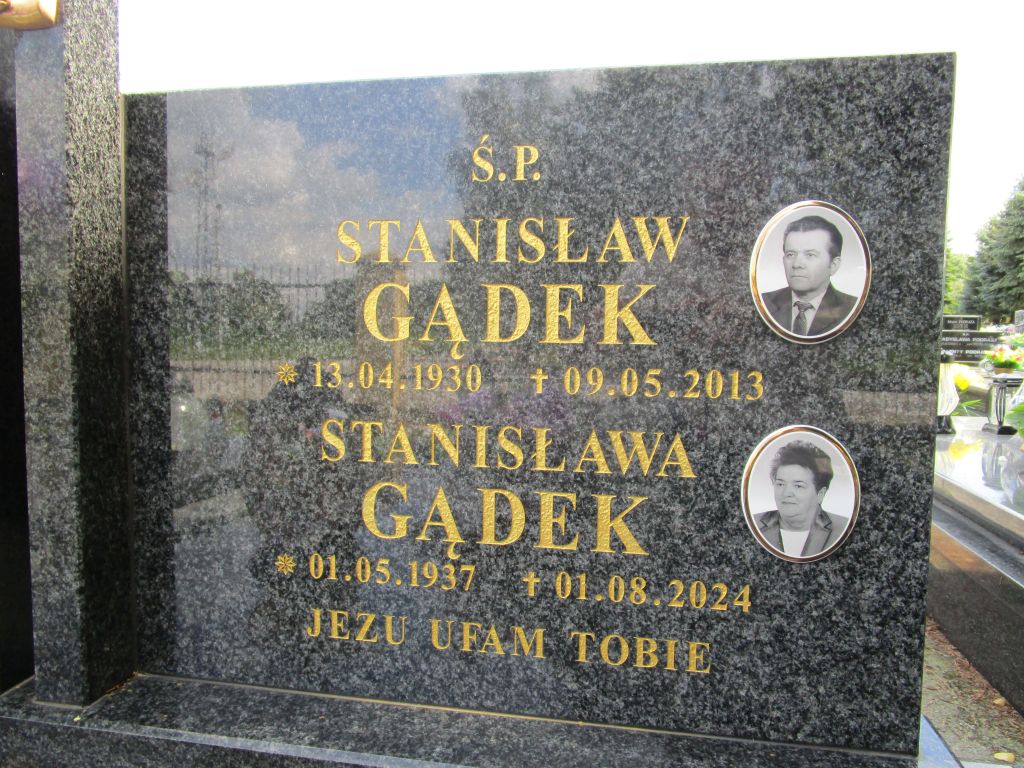 Ś.P.
STANISŁAW
GĄDEK
* 13.04.1930 † 09.05.2013
STANISŁAWA
GĄDEK
* 01.05.1937 † 01.08.2024
JEZU UFAM TOBIE